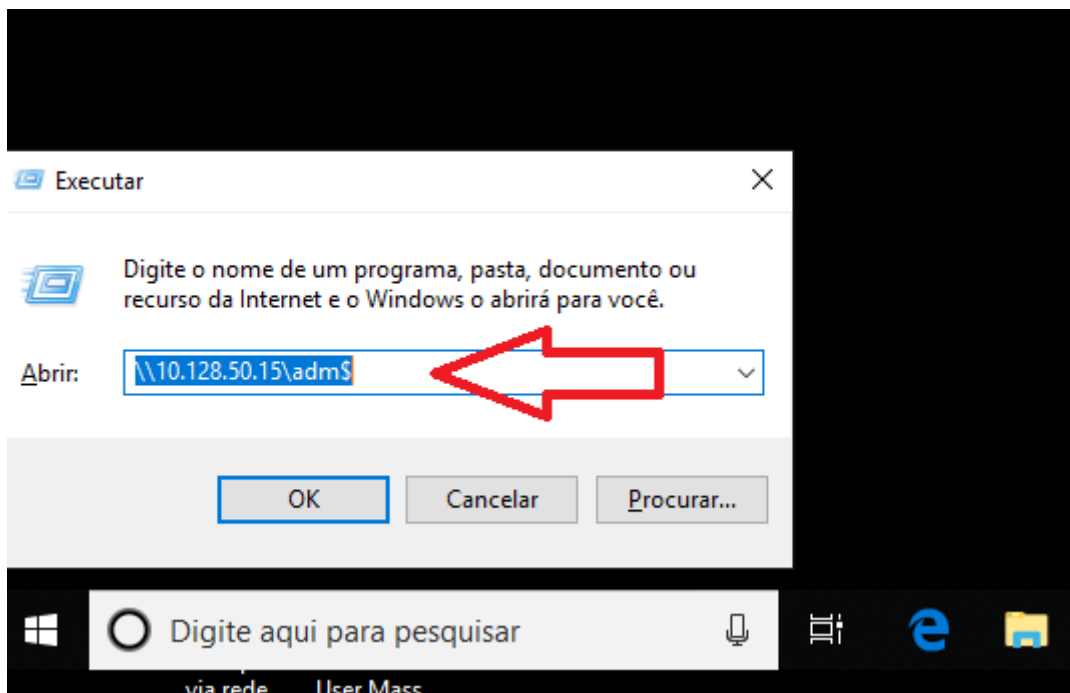 Executar
Digite o nome de um programa, pasta, documento ou
recurso da Internet e o Windows o abrirá para você.
Abrir:
\\10.128.50.15\adm$
OK
Cancelar
Procurar...
Digite aqui para pesquisar
via rede
User Mass